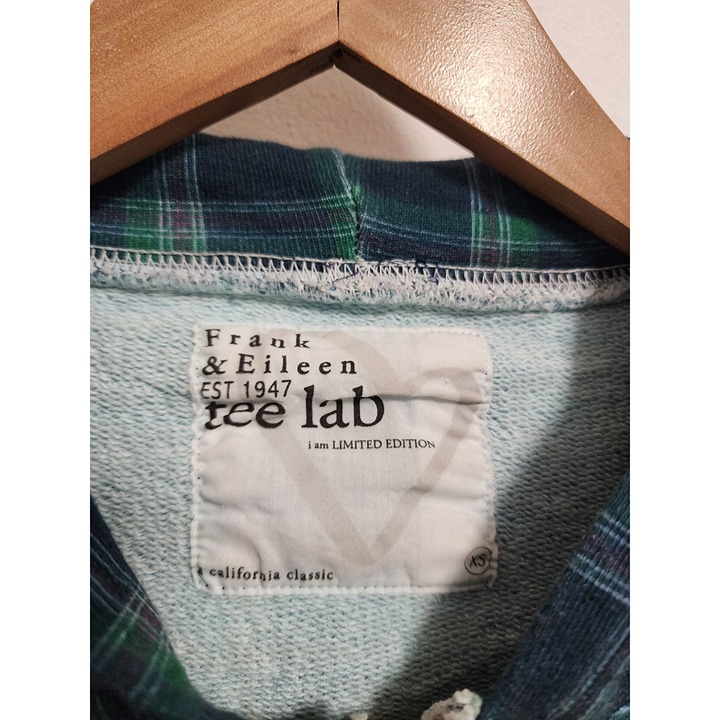 Frank
& Eileen
EST 1947
tee lab
i am LIMITED EDITION
a california classic
XS